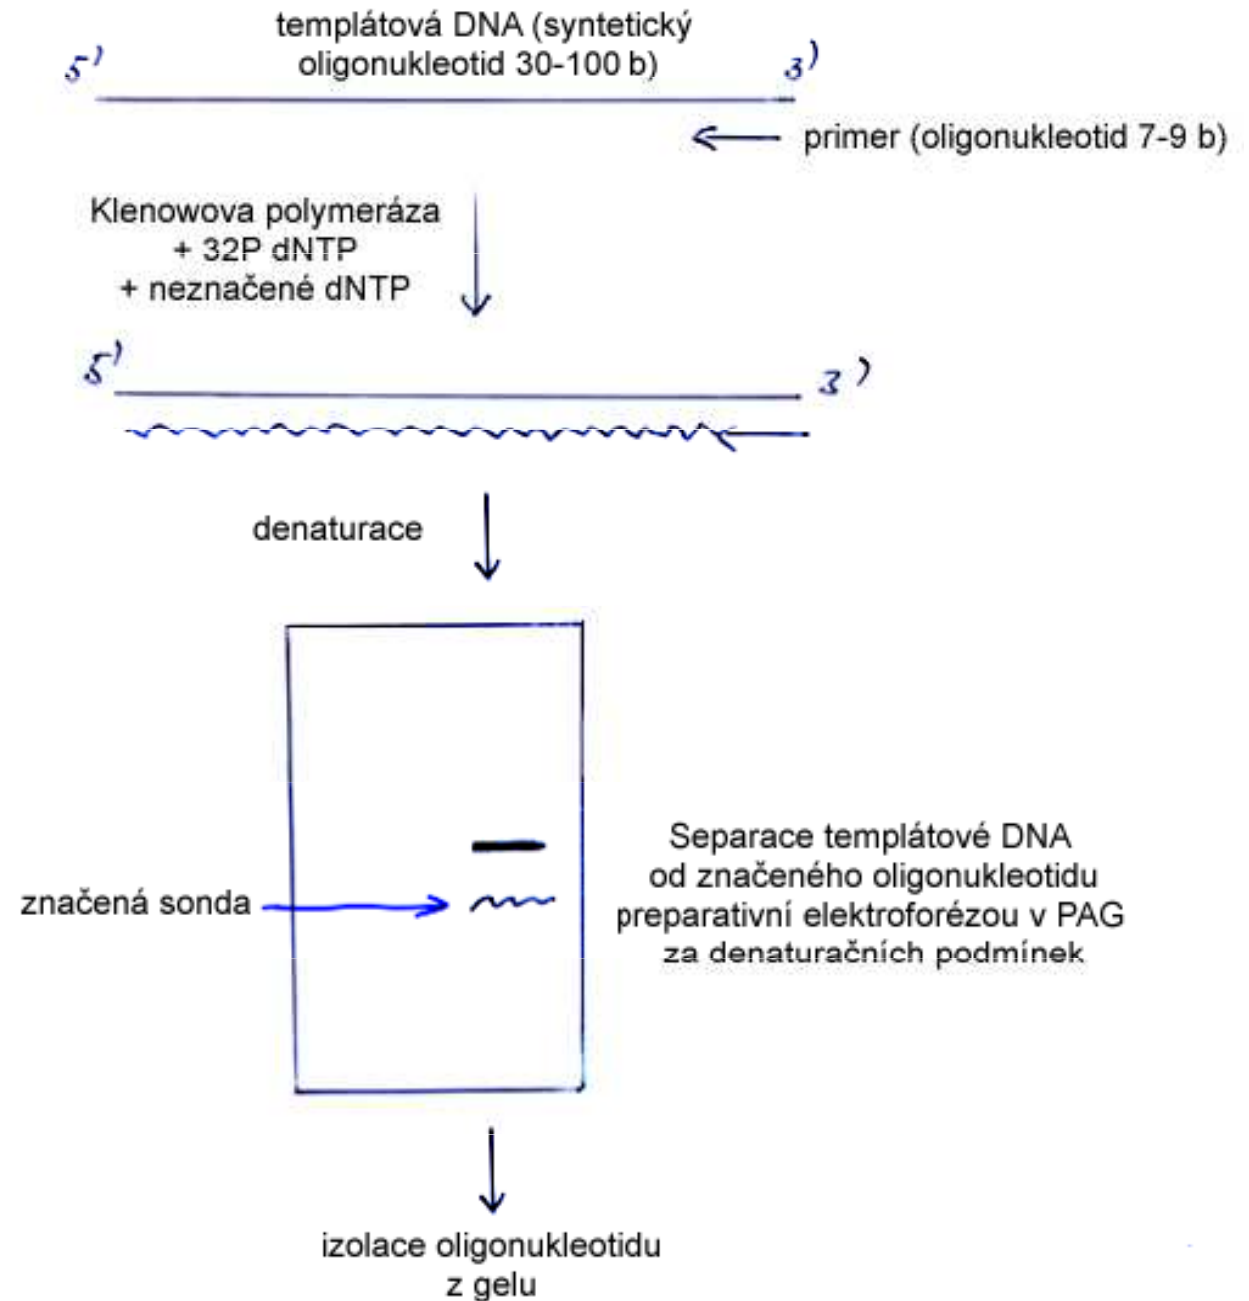 templátová DNA (syntetický
oligonukleotid 30-100 b)
5' 3'
primer (oligonukleotid 7-9 b)
Klenowova polymeráza
+ 32P dNTP
+ neznačené dNTP
5' 3'
denaturace
značená sonda
Separace templátové DNA
od značeného oligonukleotidu
preparativní elektroforézou v PAG
za denaturačních podmínek
izolace oligonukleotidu
z gelu